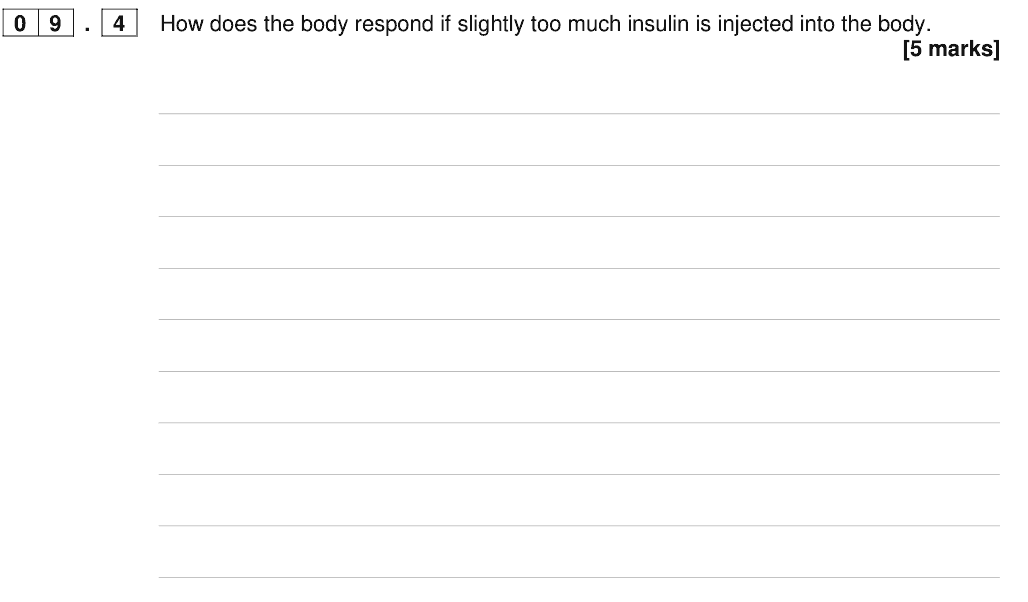 0 9 . 4 How does the body respond if slightly too much insulin is injected into the body.
[5 marks]